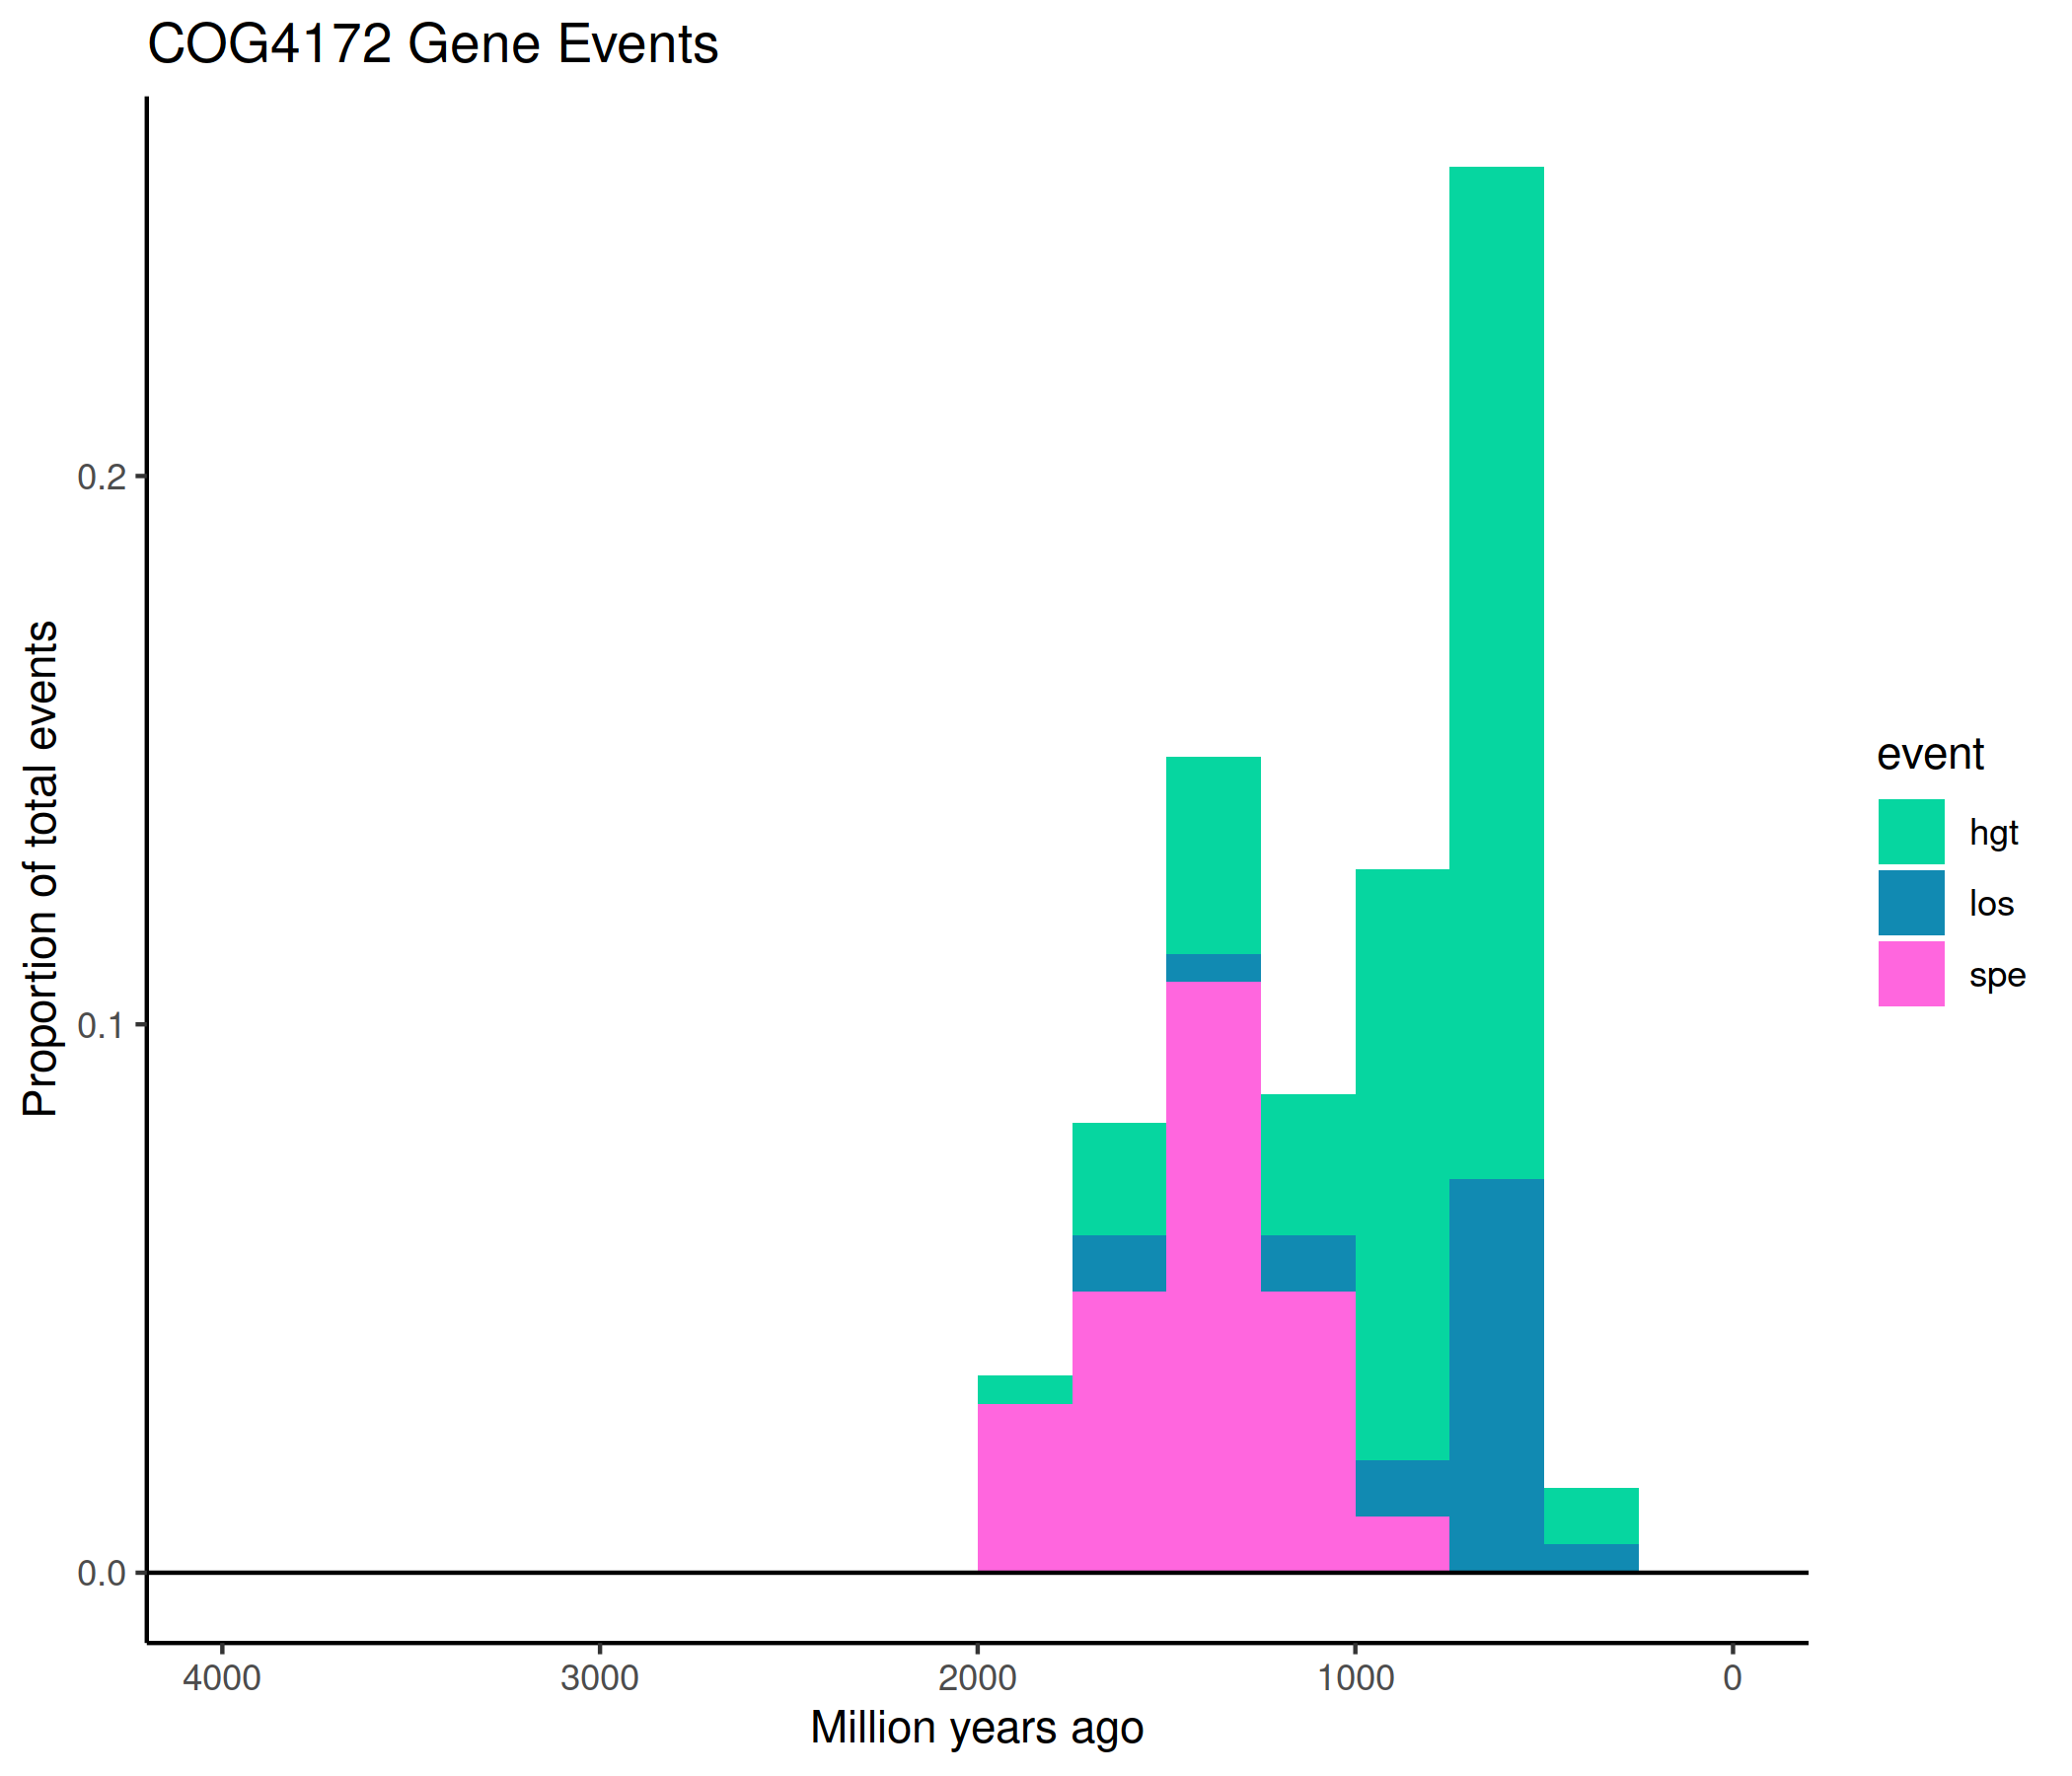 COG4172 Gene Events
Proportion of total events
0.2
0.1
0.0
4000 3000 2000 1000 0
Million years ago
event
hgt
los
spe